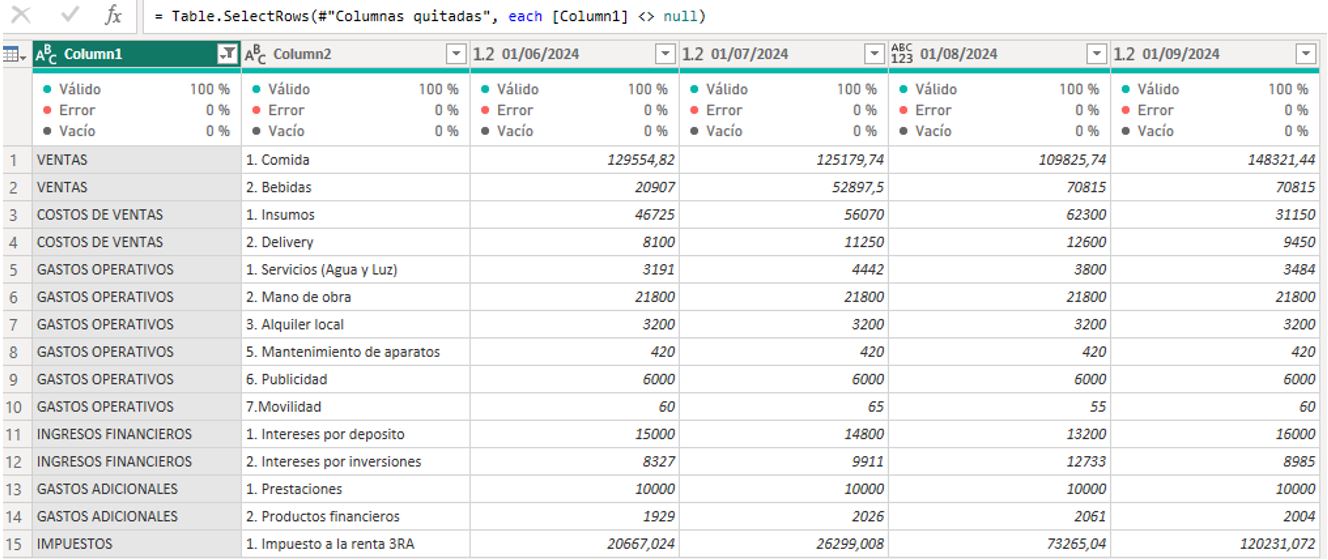 fx = Table.SelectRows(#"Columnas quitadas", each [Column1] <> null)
ABC Column1 ABC Column2 1.2 01/06/2024 1.2 01/07/2024 ABC 123 01/08/2024 1.2 01/09/2024
Válido 100 % Válido 100 % Válido 100 % Válido 100 % Válido 100 % Válido 100 %
Error 0 % Error 0 % Error 0 % Error 0 % Error 0 % Error 0 %
Vacío 0 % Vacío 0 % Vacío 0 % Vacío 0 % Vacío 0 % Vacío 0 %
1 VENTAS 1. Comida 129554,82 125179,74 109825,74 148321,44
2 VENTAS 2. Bebidas 20907 52897,5 70815 70815
3 COSTOS DE VENTAS 1. Insumos 46725 56070 62300 31150
4 COSTOS DE VENTAS 2. Delivery 8100 11250 12600 9450
5 GASTOS OPERATIVOS 1. Servicios (Agua y Luz) 3191 4442 3800 3484
6 GASTOS OPERATIVOS 2. Mano de obra 21800 21800 21800 21800
7 GASTOS OPERATIVOS 3. Alquiler local 3200 3200 3200 3200
8 GASTOS OPERATIVOS 5. Mantenimiento de aparatos 420 420 420 420
9 GASTOS OPERATIVOS 6. Publicidad 6000 6000 6000 6000
10 GASTOS OPERATIVOS 7.Movilidad 60 65 55 60
11 INGRESOS FINANCIEROS 1. Intereses por deposito 15000 14800 13200 16000
12 INGRESOS FINANCIEROS 2. Intereses por inversiones 8327 9911 12733 8985
13 GASTOS ADICIONALES 1. Prestaciones 10000 10000 10000 10000
14 GASTOS ADICIONALES 2. Productos financieros 1929 2026 2061 2004
15 IMPUESTOS 1. Impuesto a la renta 3RA 20667,024 26299,008 73265,04 120231,072